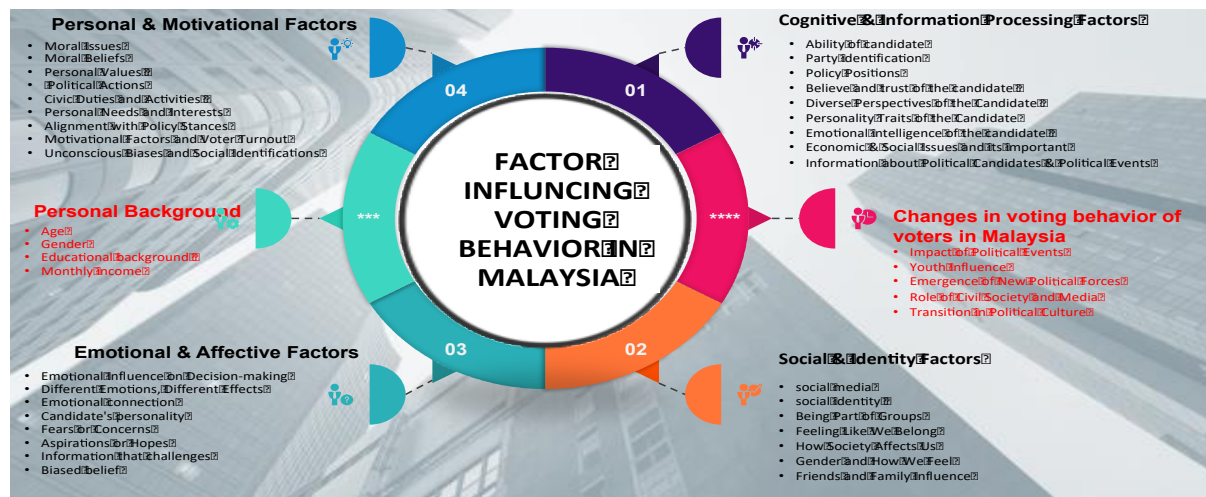 Personal & Motivational Factors
• Moral Issues
• Moral Beliefs
• Personal Values
• Political Actions
• Civic Duties and Activities
• Personal Needs and Interests
• Alignment with Policy Stances
• Motivational Factors and Voter Turnout
• Unconscious Biases and Social Identifications
Cognitive & Information Processing Factors
• Ability of candidate
• Party Identification
• Policy Positions
• Believe and trust of the candidate
• Diverse Perspectives of the Candidate
• Personality Traits of the Candidate
• Emotional Intelligence of the candidate
• Economic & Social Issues and its Important
• Information about Political Candidates & Political Events
04
01
FACTOR
INFLUNCING
VOTING
BEHAVIOR IN
MALAYSIA
***
****
Personal Background
• Age
• Gender
• Educational background
• Monthly income
Changes in voting behavior of
voters in Malaysia
• Impact of Political Events
• Youth Influence
• Emergence of New Political Forces
• Role of Civil Society and Media
• Transition in Political Culture
03
02
Emotional & Affective Factors
• Emotional Influence on Decision-making
• Different Emotions, Different Effects
• Emotional connection
• Candidate's personality
• Fears or Concerns
• Aspirations or Hopes
• Information that challenges
• Biased belief
Social & Identity Factors
• social media
• social identity
• Being Part of Groups
• Feeling Like We Belong
• How Society Affects Us
• Gender and How We Feel
• Friends and Family Influence